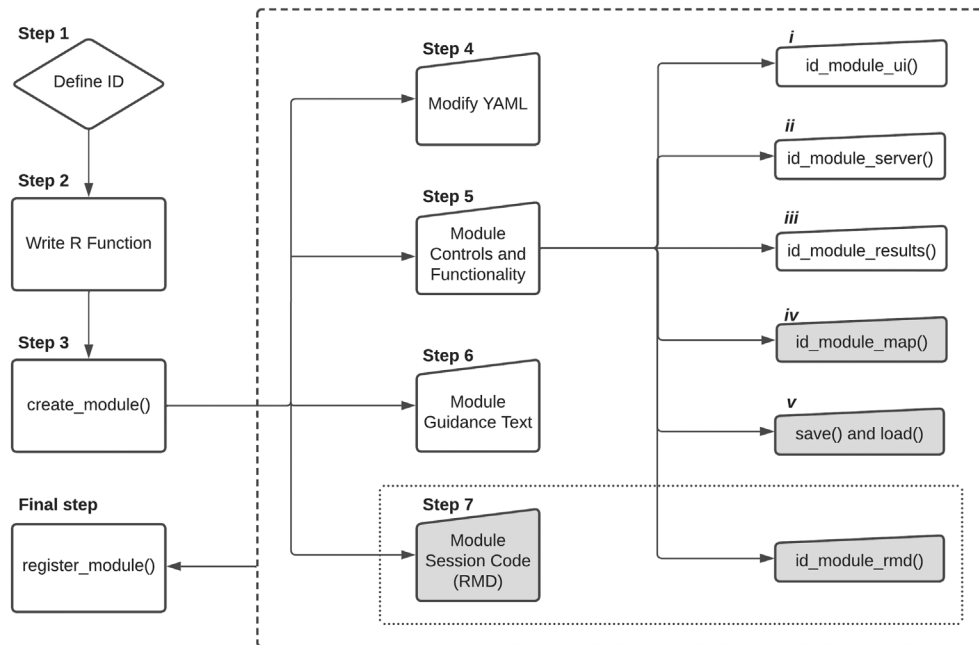 Step 1
Define ID
Step 2
Write R Function
Step 3
create_module()
Final step
register_module()
Step 4
Modify YAML
Step 5
Module
Controls and
Functionality
Step 6
Module
Guidance Text
Step 7
Module
Session Code
(RMD)
i
id_module_ui()
ii
id_module_server()
iii
id_module_results()
iv
id_module_map()
v
save() and load()
id_module_rmd()